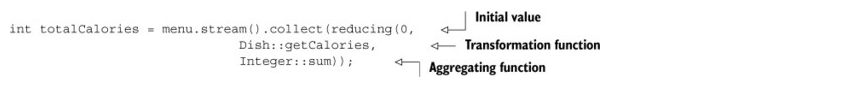 Initial value
int totalCalories = menu.stream().collect(reducing(0,
Dish::getCalories,
Transformation function
Integer::sum));
Aggregating function